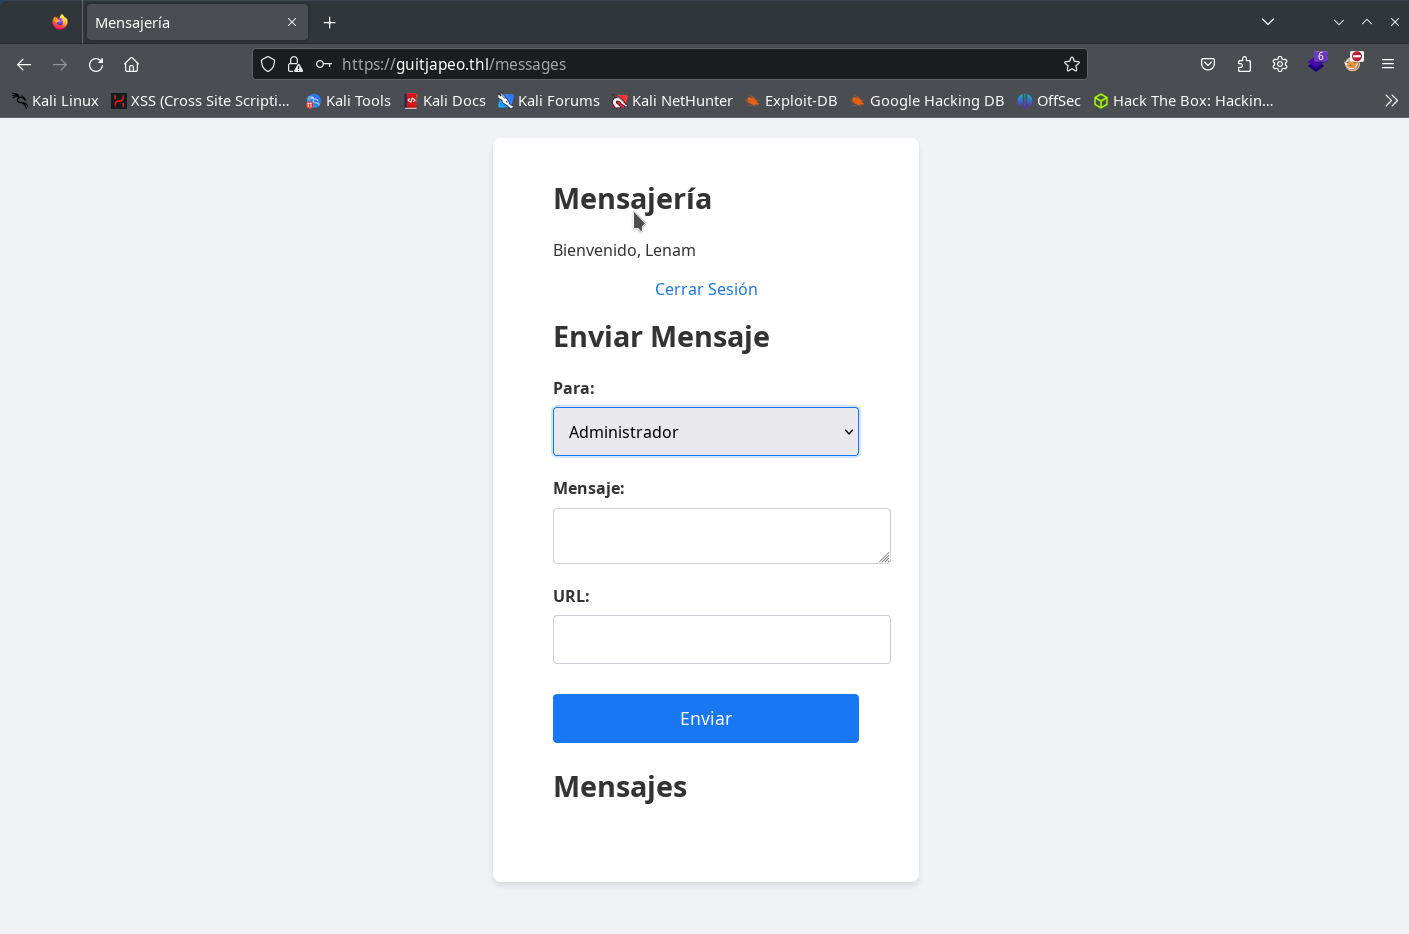 Mensajería
https://guitjapeo.thl/messages
6
Kali Linux XSS (Cross Site Scripti... Kali Tools Kali Docs Kali Forums Kali NetHunter Exploit-DB Google Hacking DB OffSec Hack The Box: Hackin...
Mensajería
Bienvenido, Lenam
Cerrar Sesión
Enviar Mensaje
Para:
Administrador
Mensaje:
URL:
Enviar
Mensajes